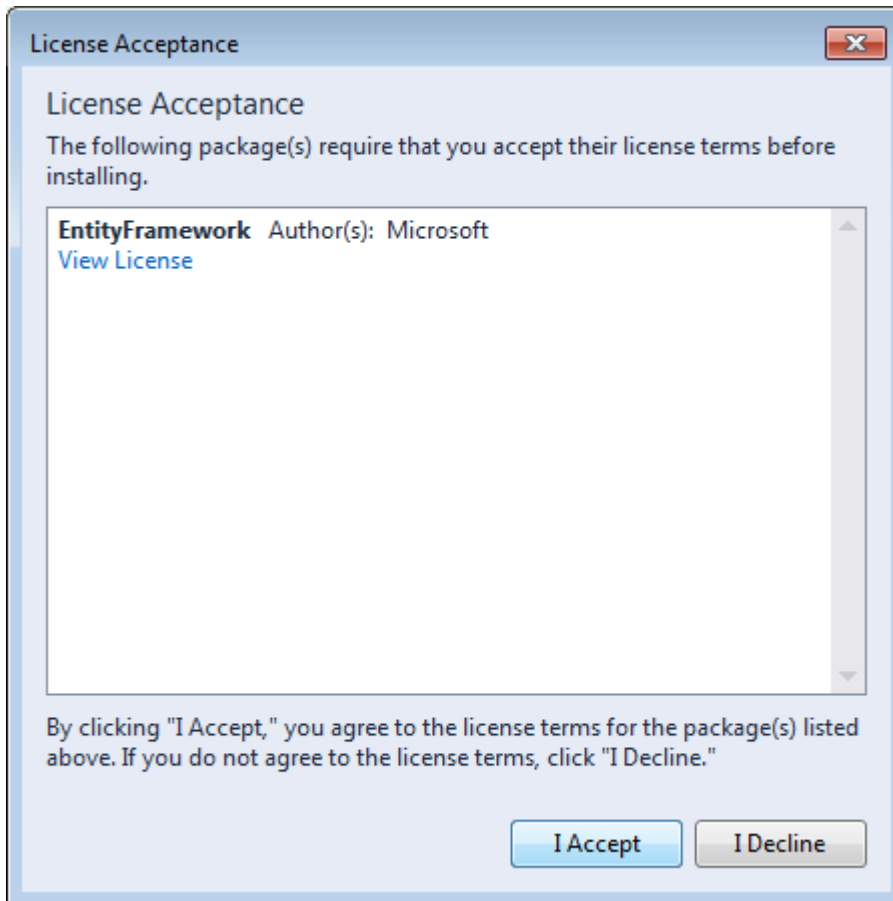 License Acceptance
License Acceptance
The following package(s) require that you accept their license terms before
installing.
EntityFramework Author(s): Microsoft
View License
By clicking "I Accept," you agree to the license terms for the package(s) listed
above. If you do not agree to the license terms, click "I Decline."
I Accept I Decline